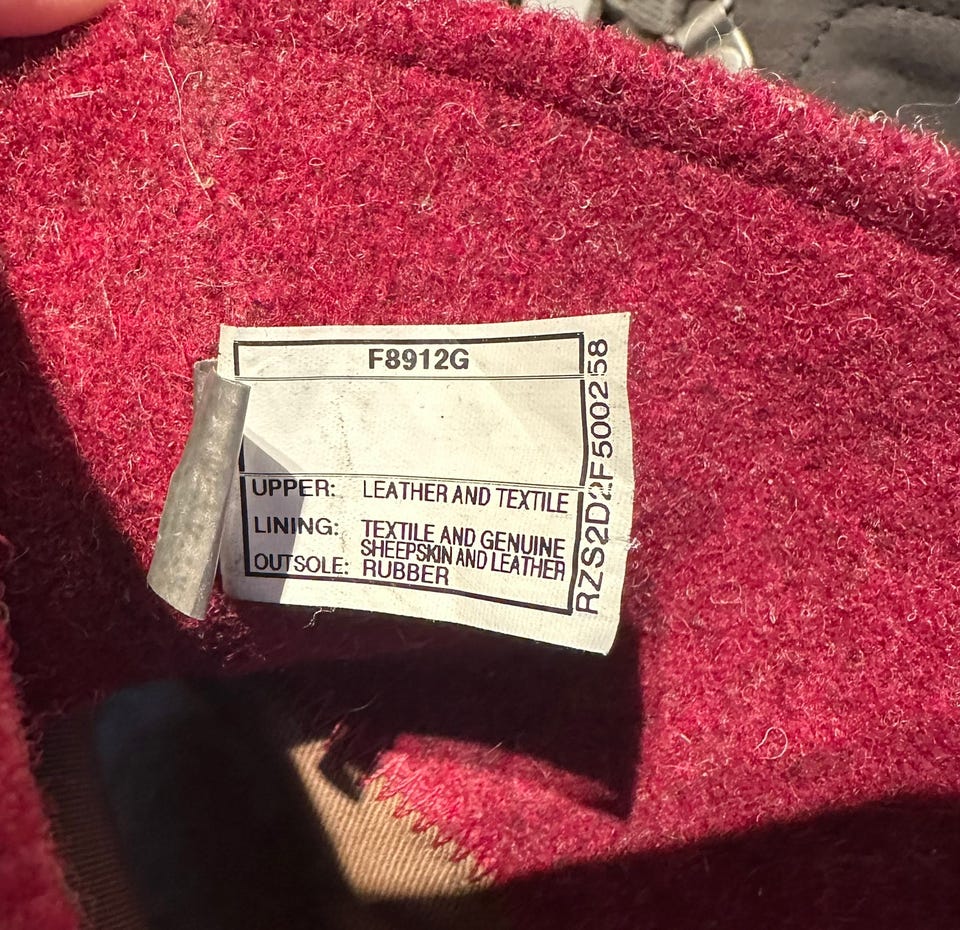 F8912G
UPPER: LEATHER AND TEXTILE
LINING: TEXTILE AND GENUINE
SHEEPSKIN AND LEATHER
OUTSOLE: RUBBER
RZS2D2F500258